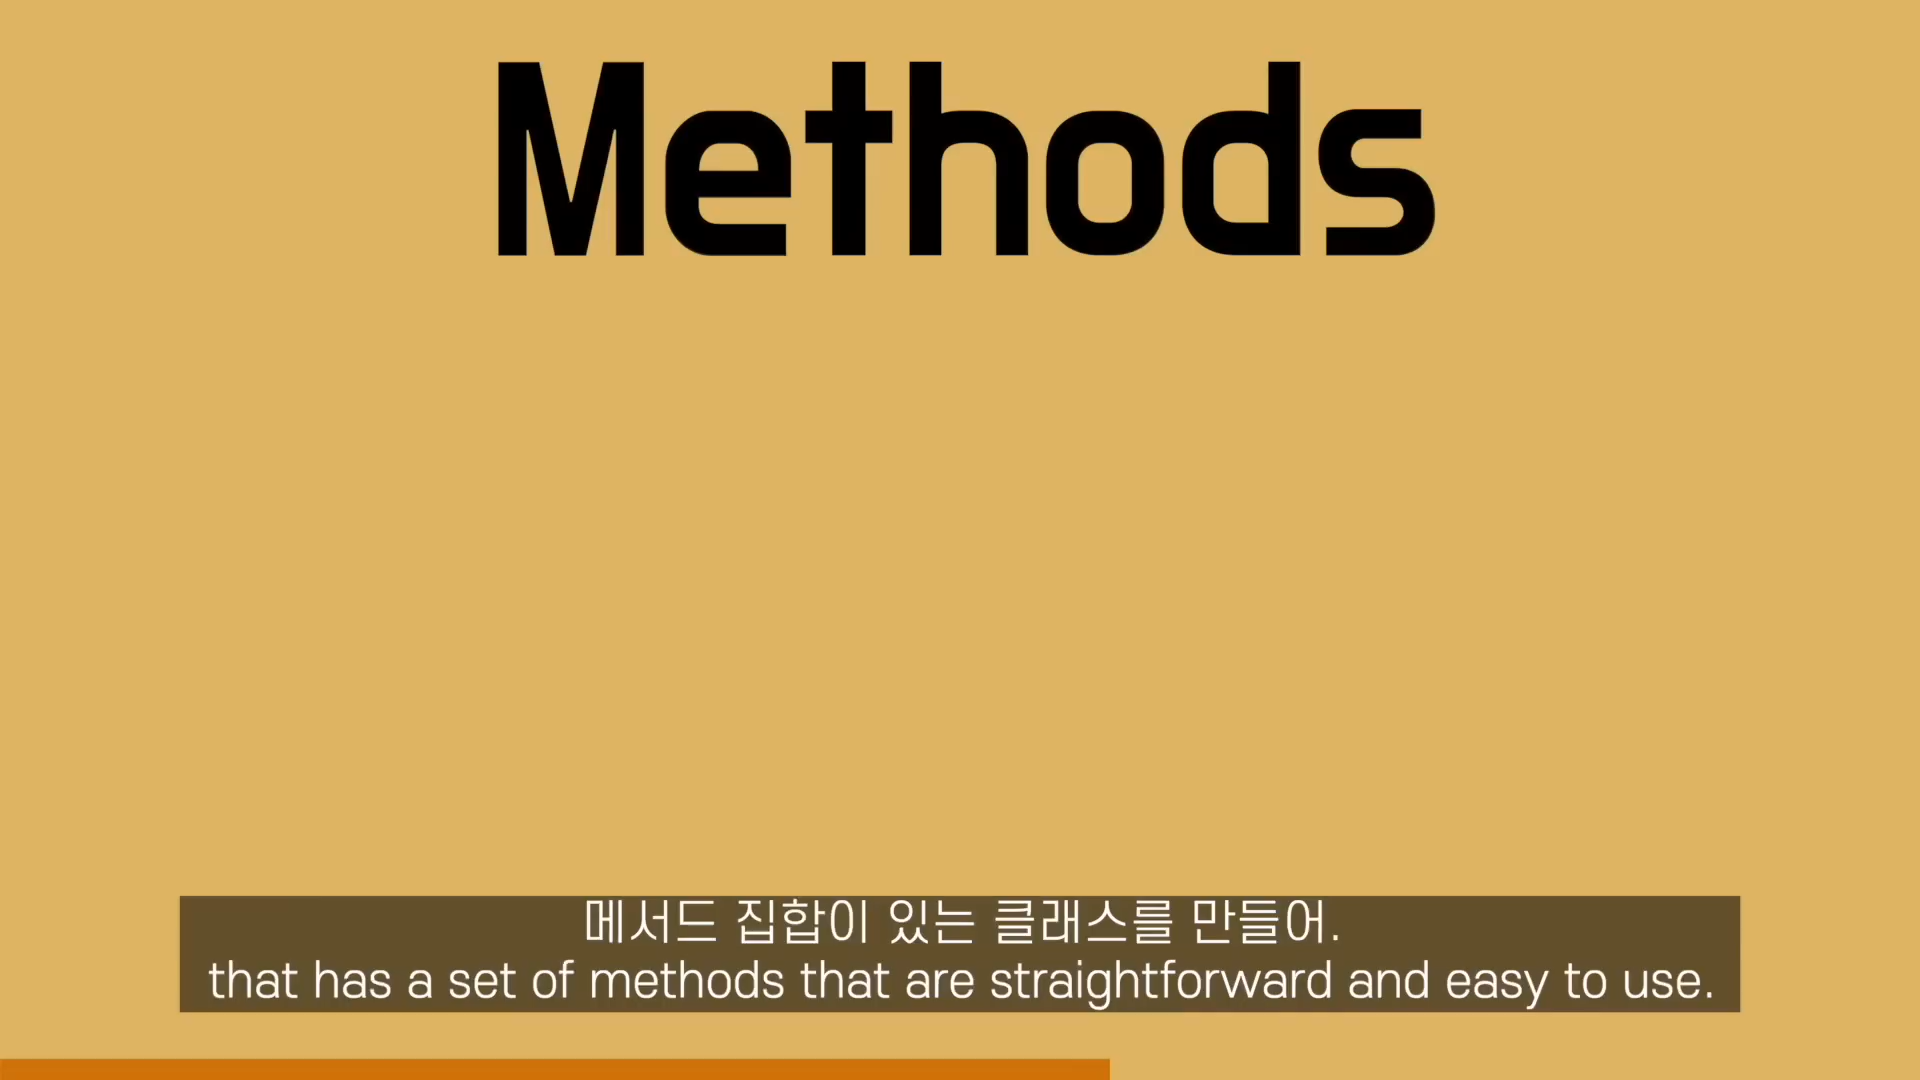 Methods
메서드 집합이 있는 클래스를 만들어.
that has a set of methods that are straightforward and easy to use.